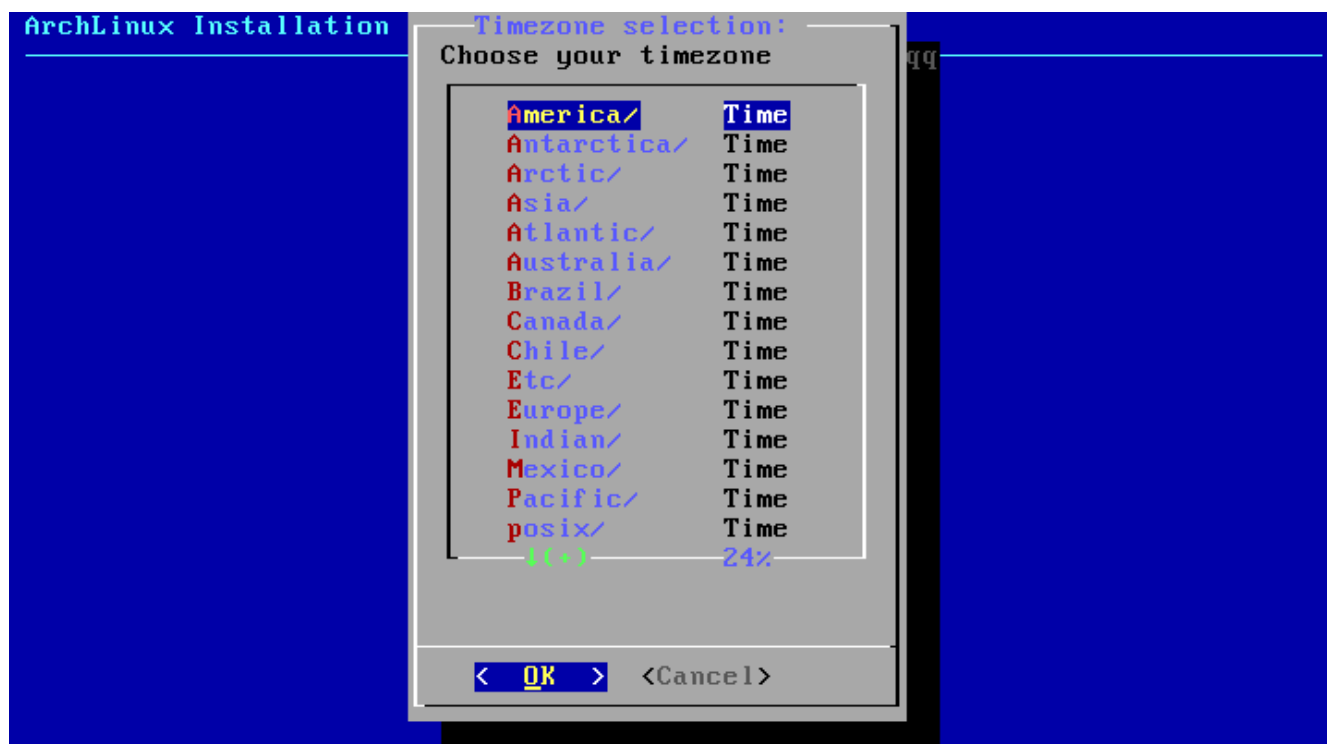 ArchLinux Installation
Timezone selection:
Choose your timezone
qq
America/ Time
Antarctica/ Time
Arctic/ Time
Asia/ Time
Atlantic/ Time
Australia/ Time
Brazil/ Time
Canada/ Time
Chile/ Time
Etc/ Time
Europe/ Time
Indian/ Time
Mexico/ Time
Pacific/ Time
posix/ Time
↓(+) 24%
< OK > <Cancel>